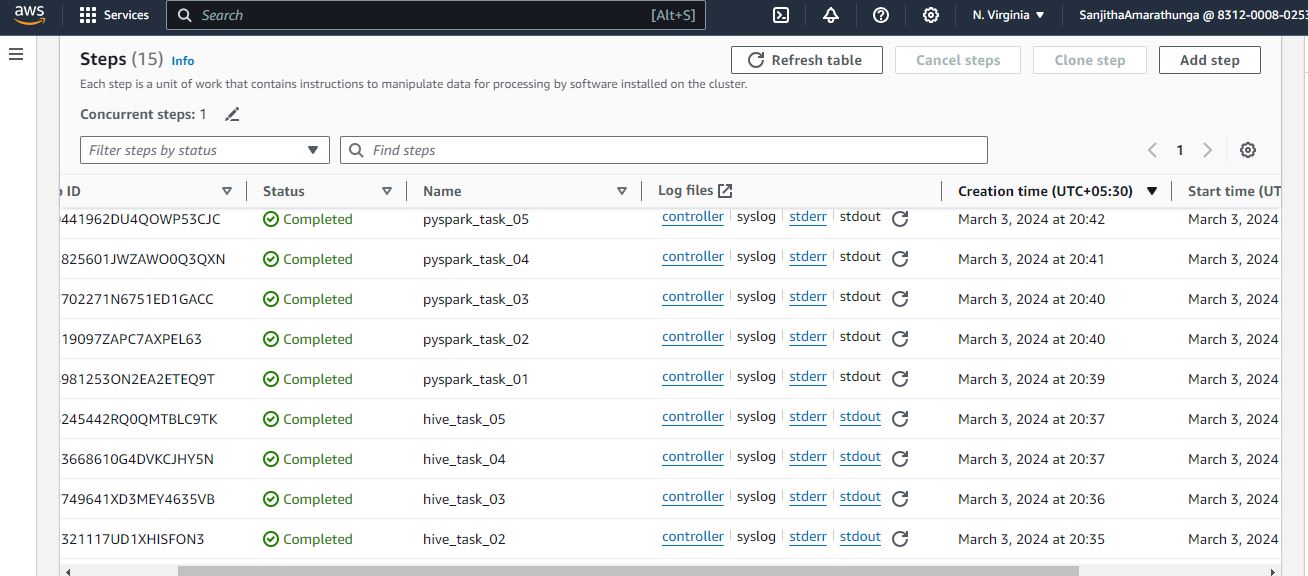 aws Services Search [Alt+S] N. Virginia SanjithaAmarathunga @ 8312-0008-0253
Steps (15) Info Refresh table Cancel steps Clone step Add step
Each step is a unit of work that contains instructions to manipulate data for processing by software installed on the cluster.
Concurrent steps: 1
Filter steps by status Find steps 1
ID Status Name Log files Creation time (UTC+05:30) Start time (UT
441962DU4QOWP53CJC Completed pyspark_task_05 controller syslog stderr stdout March 3, 2024 at 20:42 March 3, 2024
825601JWZAWO0Q3QXN Completed pyspark_task_04 controller syslog stderr stdout March 3, 2024 at 20:41 March 3, 2024
702271N6751ED1GACC Completed pyspark_task_03 controller syslog stderr stdout March 3, 2024 at 20:40 March 3, 2024
19097ZAPC7AXPEL63 Completed pyspark_task_02 controller syslog stderr stdout March 3, 2024 at 20:40 March 3, 2024
981253ON2EA2ETEQ9T Completed pyspark_task_01 controller syslog stderr stdout March 3, 2024 at 20:39 March 3, 2024
245442RQ0QMTBLC9TK Completed hive_task_05 controller syslog stderr stdout March 3, 2024 at 20:37 March 3, 2024
3668610G4DVKCJHY5N Completed hive_task_04 controller syslog stderr stdout March 3, 2024 at 20:37 March 3, 2024
749641XD3MEY4635VB Completed hive_task_03 controller syslog stderr stdout March 3, 2024 at 20:36 March 3, 2024
321117UD1XHISFON3 Completed hive_task_02 controller syslog stderr stdout March 3, 2024 at 20:35 March 3, 2024